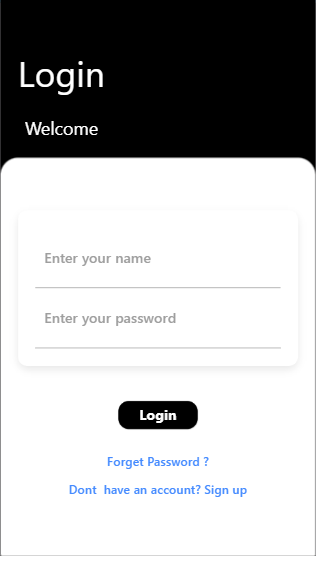 Login
Welcome
Enter your name
Enter your password
Login
Forget Password ?
Dont  have an account? Sign up